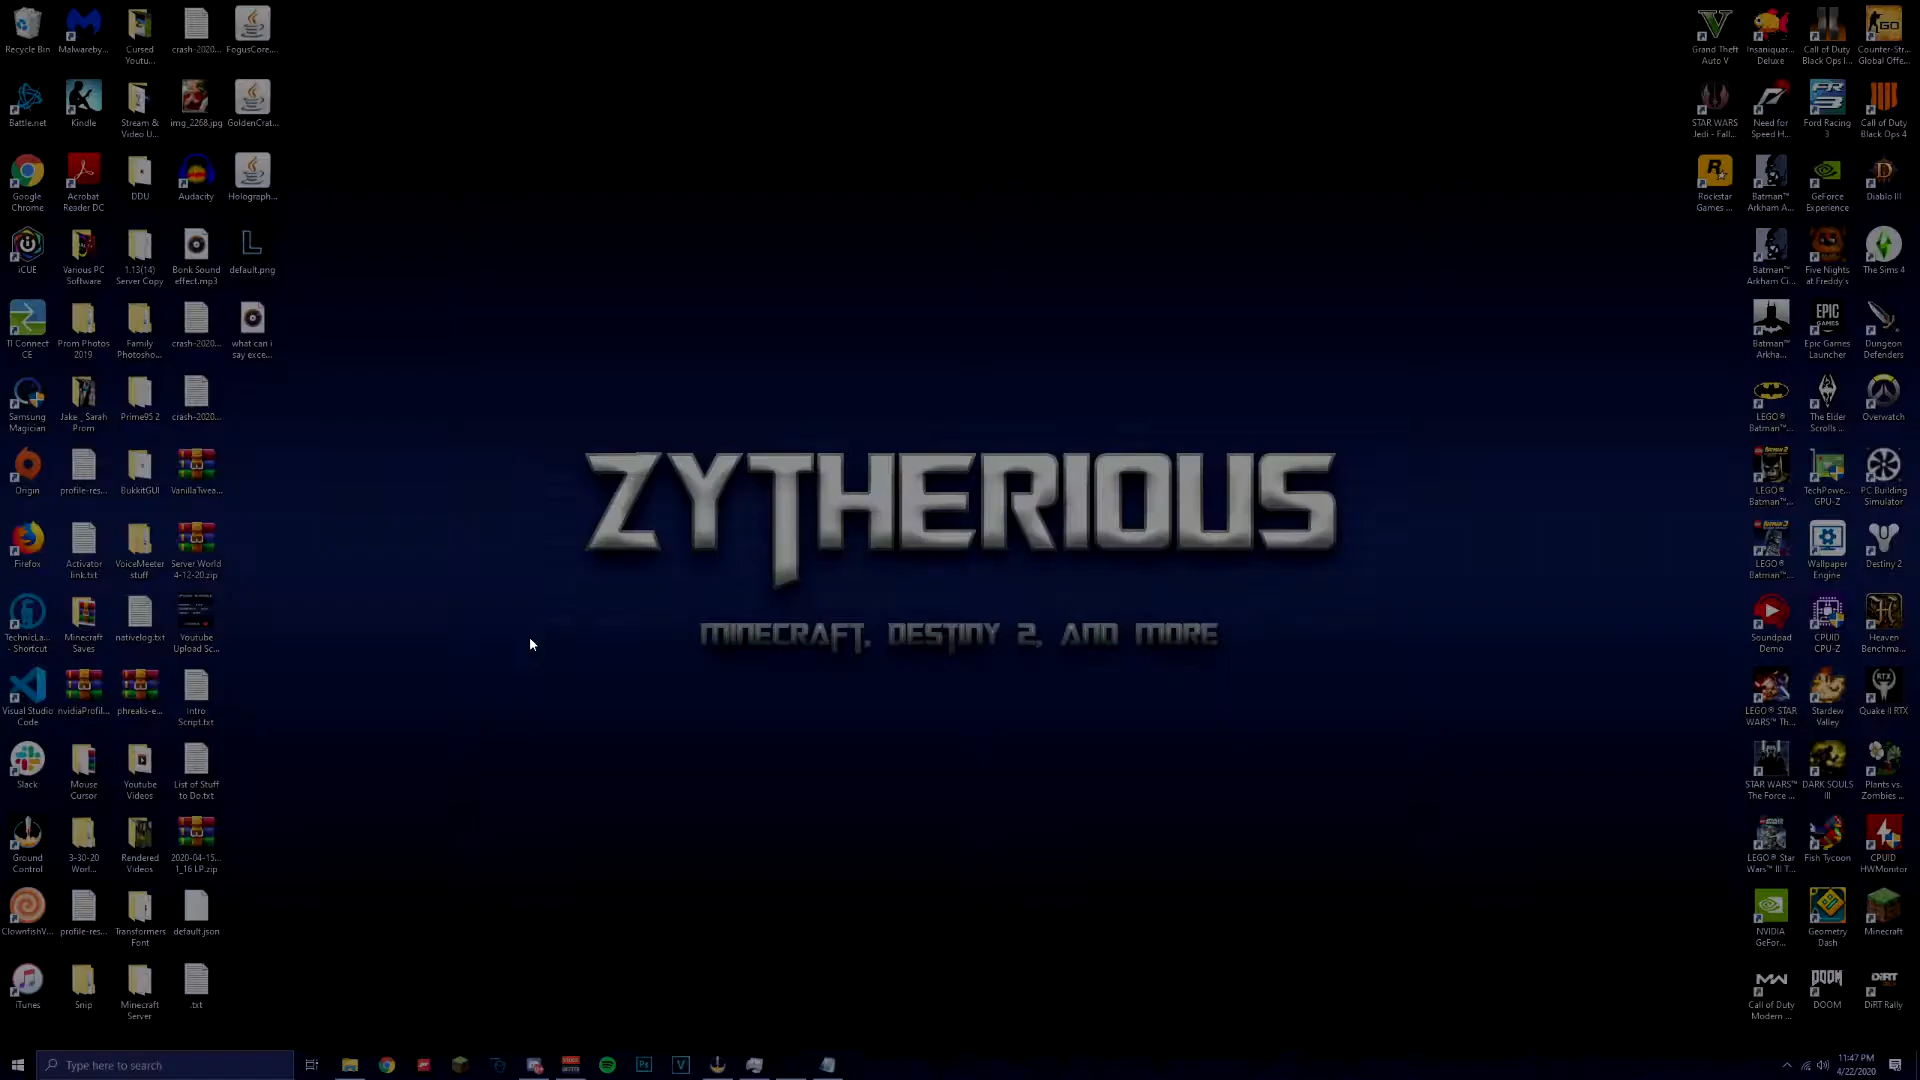 Recycle Bin
Malwareby...
Cursed
Youtu...
crash-2020...
FogusCore....
Battle.net
Kindle
Stream &
Video U...
img_2268.jpg
GoldenCrat...
Google
Chrome
Acrobat
Reader DC
DDU
Audacity
Holograph...
iCUE
Various PC
Software
1.13(14)
Server Copy
Bonk Sound
effect.mp3
default.png
TI Connect
CE
Prom Photos
2019
Family
Photosho...
crash-2020...
what can i
say exce...
Samsung
Magician
Jake _ Sarah
Prom
Prime95 2
crash-2020...
Origin
profile-res...
BukkitGUI
VanillaTwea...
Firefox
Activator
link.txt
VoiceMeeter
stuff
Server World
4-12-20.zip
TechnicLa...
- Shortcut
Minecraft
Saves
nativelog.txt
Youtube
Upload Sc...
Visual Studio
Code
nvidiaProfil...
phreaks-e...
Intro
Script.txt
Slack
Mouse
Cursor
Youtube
Videos
List of Stuff
to Do.txt
Ground
Control
3-30-20
Worl...
Rendered
Videos
2020-04-15...
1_16 LP.zip
ClownfishV...
profile-res...
Transformers
Font
default.json
iTunes
Snip
Minecraft
Server
.txt
ZYTHERIOUS
MINECRAFT, DESTINY 2, AND MORE
Grand Theft
Auto V
Insaniquar...
Deluxe
Call of Duty
Black Ops I...
Counter-Str...
Global Offe...
STAR WARS
Jedi - Fall...
Need for
Speed H...
Ford Racing
3
Call of Duty
Black Ops 4
Rockstar
Games ...
Batman™
Arkham A...
GeForce
Experience
Diablo III
Batman™
Arkham Ci...
Five Nights
at Freddy's
The Sims 4
Batman™
Arkha...
Epic Games
Launcher
Dungeon
Defenders
LEGO®
Batman™...
The Elder
Scrolls ...
Overwatch
LEGO®
Batman™...
TechPowe...
GPU-Z
PC Building
Simulator
LEGO®
Batman™...
Wallpaper
Engine
Destiny 2
Soundpad
Demo
CPUID
CPU-Z
Heaven
Benchma...
LEGO® STAR
WARS™ Th...
Stardew
Valley
Quake II RTX
STAR WARS™
The Force ...
DARK SOULS
III
Plants vs.
Zombies ...
LEGO® Star
Wars™ III T...
Fish Tycoon
CPUID
HWMonitor
NVIDIA
GeFor...
Geometry
Dash
Minecraft
Call of Duty
Modern ...
DOOM
DiRT Rally
Type here to search
11:47 PM
4/22/2020